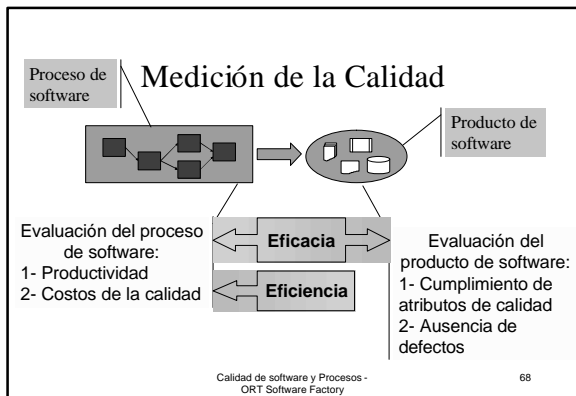 Proceso de
software
Medición de la Calidad
Producto de
software
Evaluación del proceso
de software:
1- Productividad
2- Costos de la calidad
Eficacia
Eficiencia
Evaluación del
producto de software:
1- Cumplimiento de
atributos de calidad
2- Ausencia de
defectos
Calidad de software y Procesos -
ORT Software Factory
68